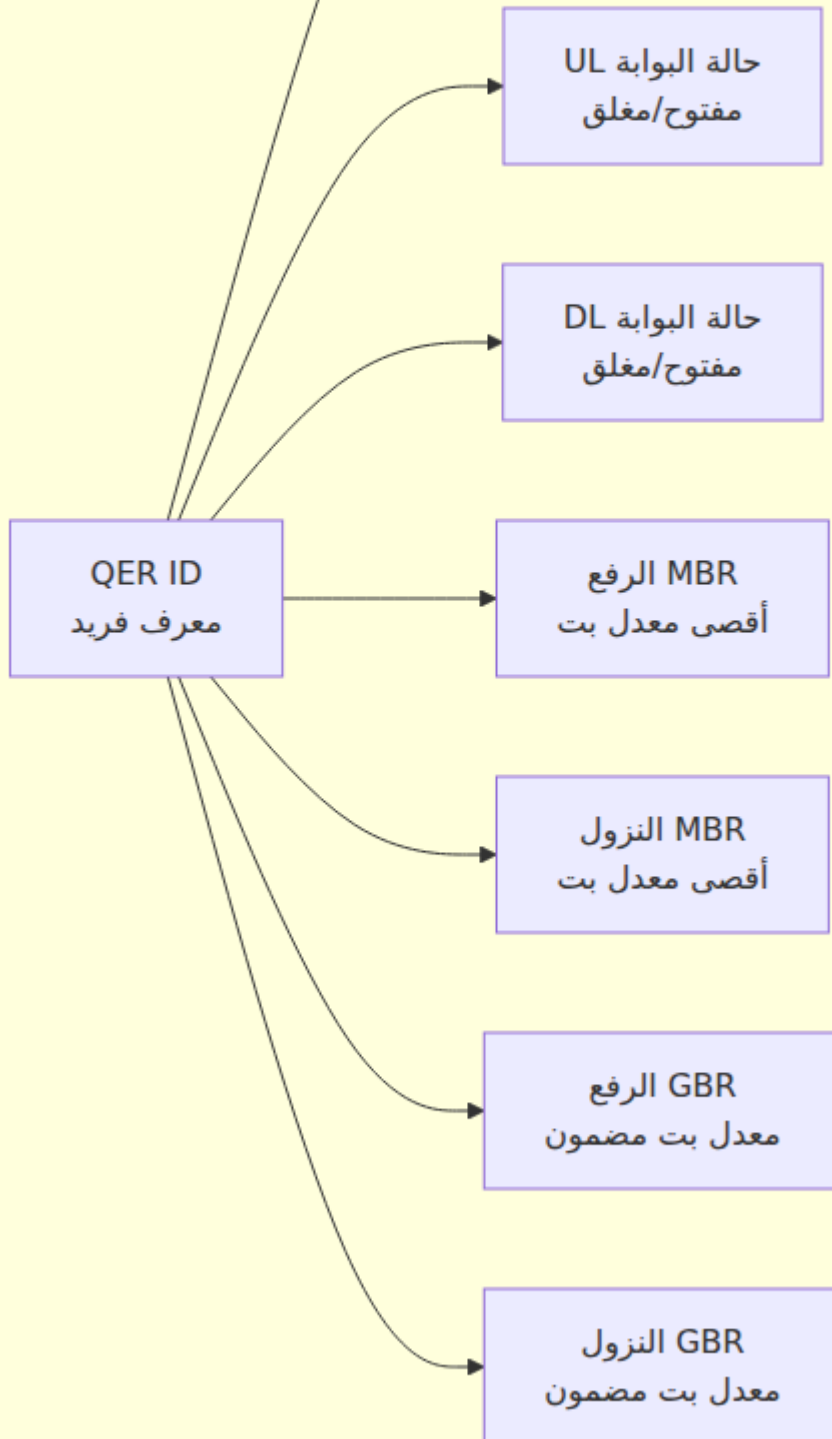 حالة البوابة UL
مفتوح/مغلق
حالة البوابة DL
مفتوح/مغلق
QER ID
معرف فريد
MBR الرفع
أقصى معدل بت
MBR النزول
أقصى معدل بت
GBR الرفع
معدل بت مضمون
GBR النزول
معدل بت مضمون